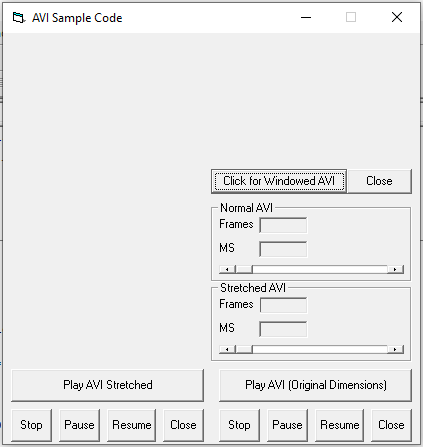 AVI Sample Code
Click for Windowed AVI Close
Normal AVI
Frames
MS
Stretched AVI
Frames
MS
Play AVI Stretched Play AVI (Original Dimensions)
Stop Pause Resume Close Stop Pause Resume Close